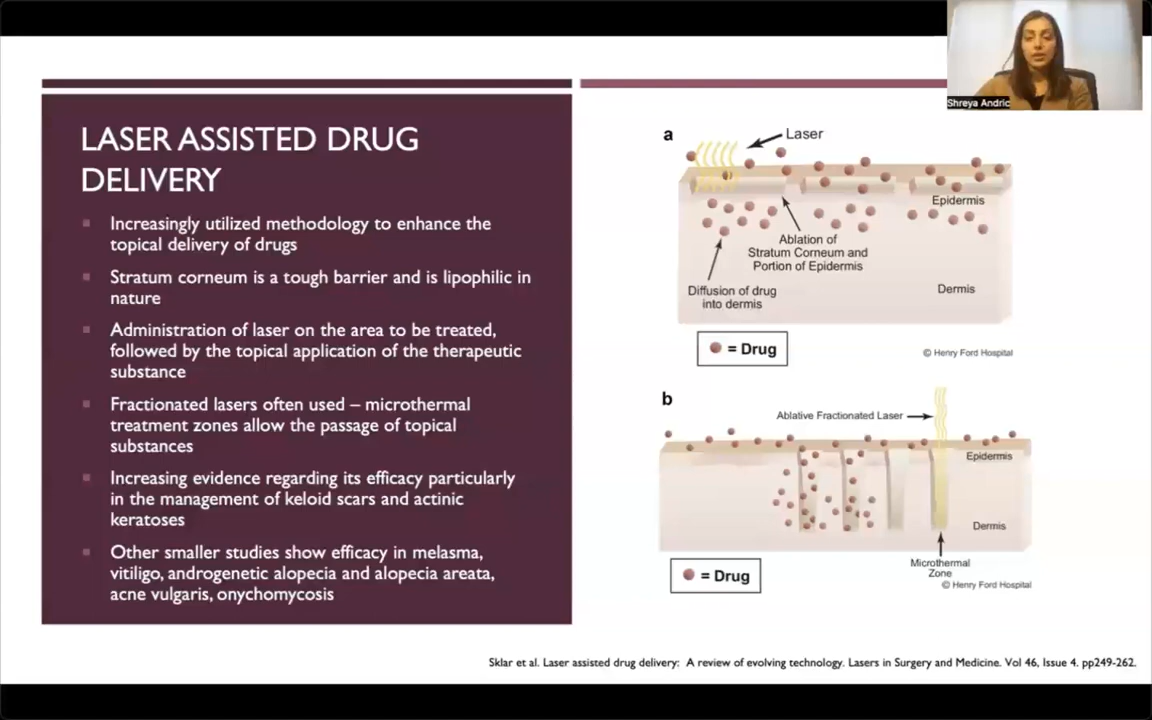 LASER ASSISTED DRUG
DELIVERY
Increasingly utilized methodology to enhance the
topical delivery of drugs
Stratum corneum is a tough barrier and is lipophilic in
nature
Administration of laser on the area to be treated,
followed by the topical application of the therapeutic
substance
Fractionated lasers often used – microthermal
treatment zones allow the passage of topical
substances
Increasing evidence regarding its efficacy particularly
in the management of keloid scars and actinic
keratoses
Other smaller studies show efficacy in melasma,
vitiligo, androgenetic alopecia and alopecia areata,
acne vulgaris, onychomycosis
Shreya Andric
a
Laser
Epidermis
Ablation of
Stratum Corneum and
Portion of Epidermis
Diffusion of drug
into dermis
Dermis
= Drug
© Henry Ford Hospital
b
Ablative Fractionated Laser
Epidermis
Dermis
Microthermal
Zone
= Drug
© Henry Ford Hospital
Sklar et al. Laser assisted drug delivery: A review of evolving technology. Lasers in Surgery and Medicine. Vol 46, Issue 4. pp249-262.